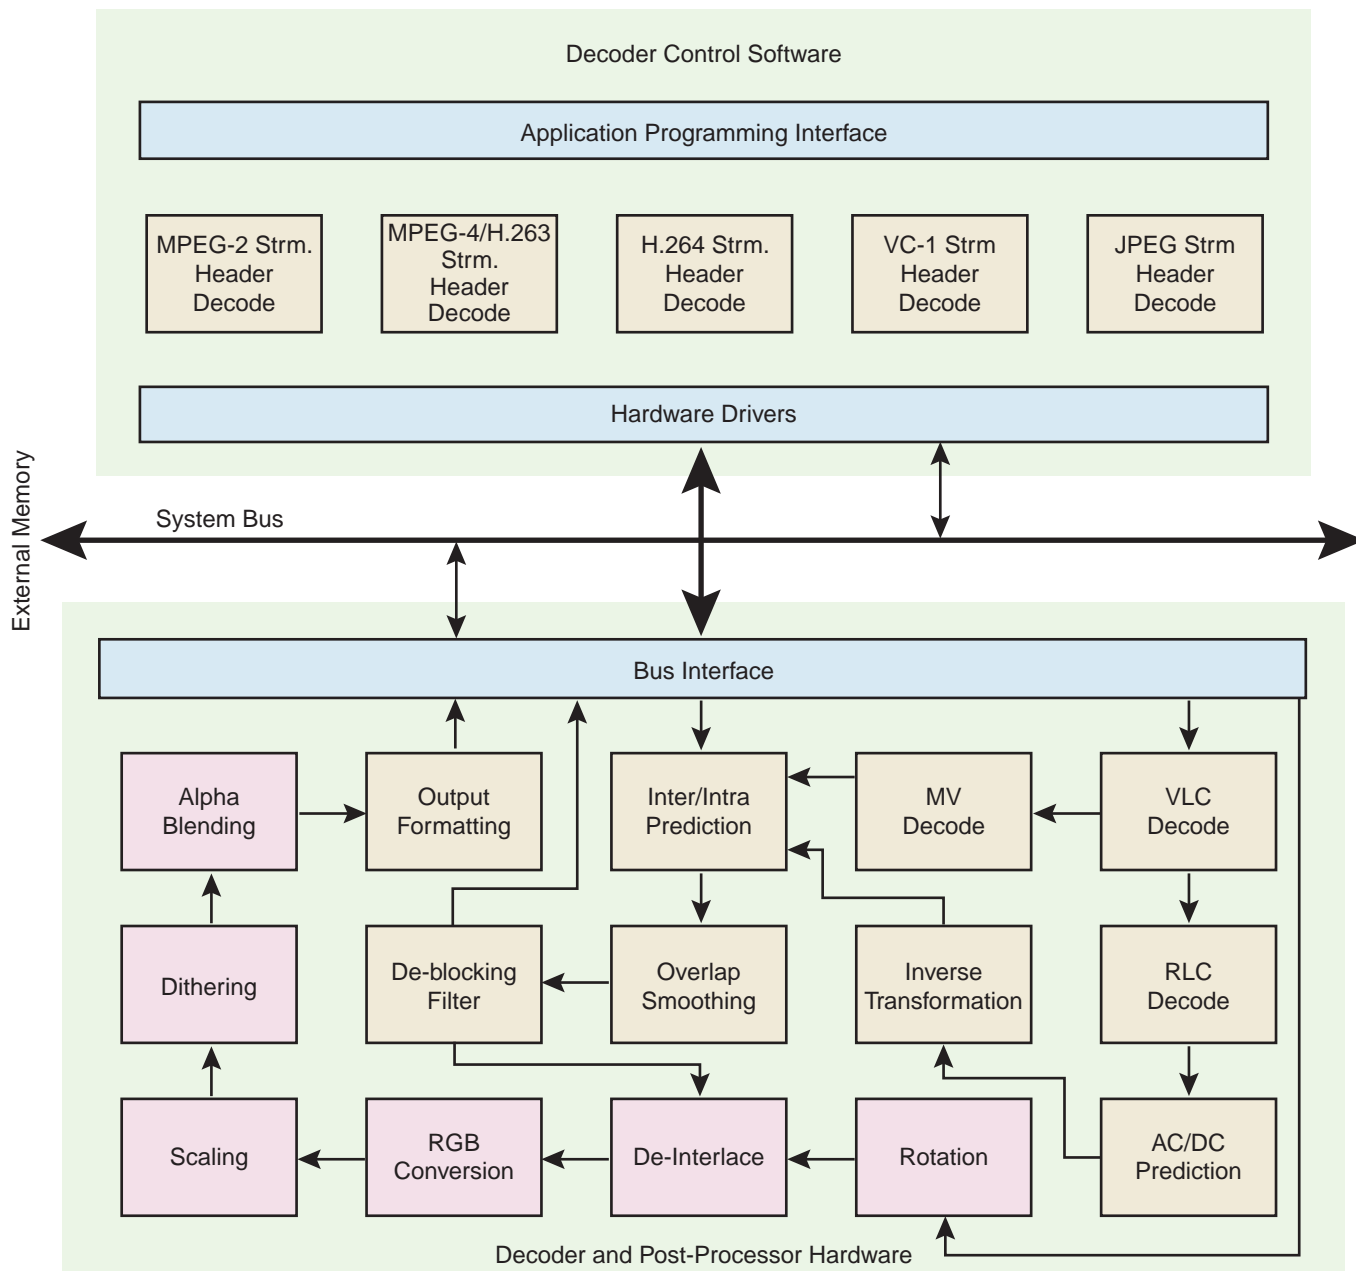 Decoder Control Software
Application Programming Interface
MPEG-2 Strm.
Header
Decode
MPEG-4/H.263
Strm.
Header
Decode
H.264 Strm.
Header
Decode
VC-1 Strm
Header
Decode
JPEG Strm
Header
Decode
Hardware Drivers
External Memory
System Bus
Bus Interface
Alpha
Blending
Output
Formatting
Inter/Intra
Prediction
MV
Decode
VLC
Decode
Dithering
De-blocking
Filter
Overlap
Smoothing
Inverse
Transformation
RLC
Decode
Scaling
RGB
Conversion
De-Interlace
Rotation
AC/DC
Prediction
Decoder and Post-Processor Hardware